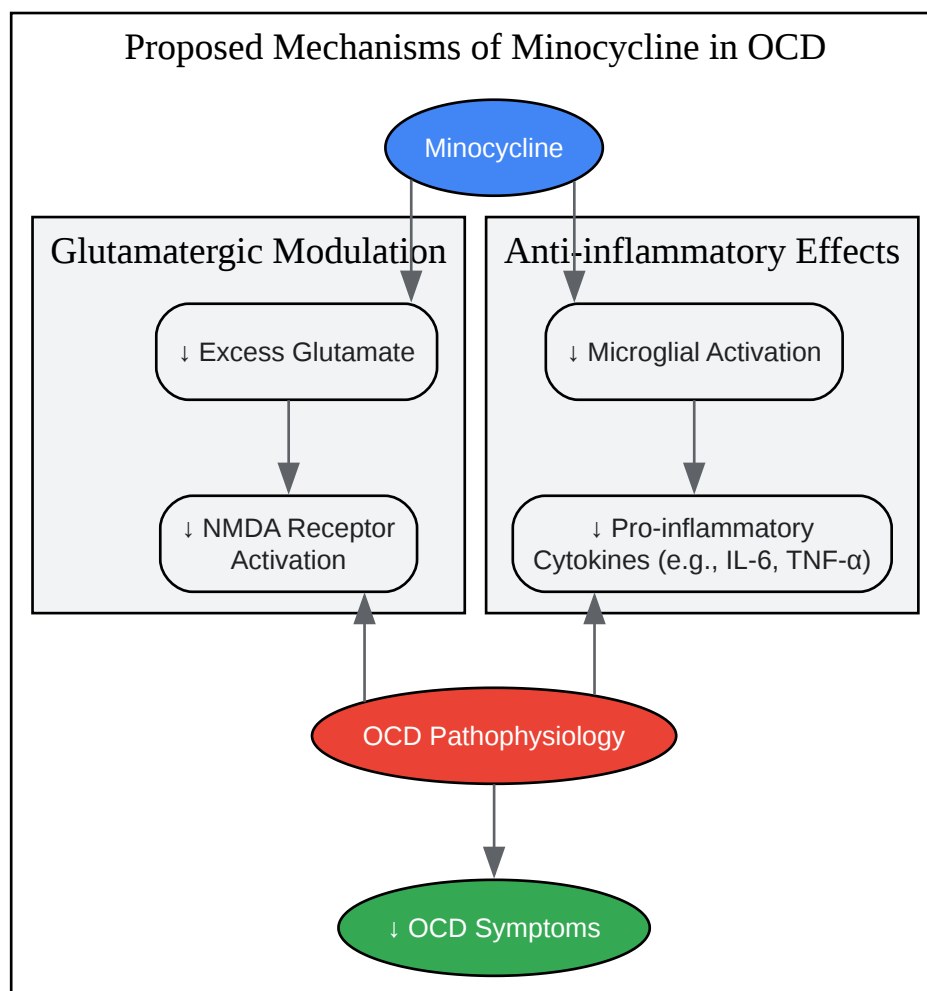 Proposed Mechanisms of Minocycline in OCD
Minocycline
Glutamatergic Modulation
↓ Excess Glutamate
↓ NMDA Receptor
Activation
Anti-inflammatory Effects
↓ Microglial Activation
↓ Pro-inflammatory
Cytokines (e.g., IL-6, TNF-α)
OCD Pathophysiology
↓ OCD Symptoms